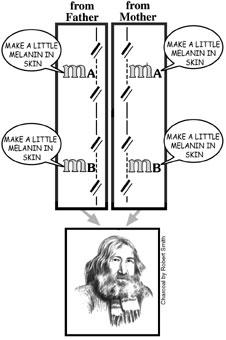 from
Father
from
Mother
MAKE A LITTLE
MELANIN IN
SKIN
MAKE A LITTLE
MELANIN IN
SKIN
mA
mA
MAKE A LITTLE
MELANIN IN
SKIN
MAKE A LITTLE
MELANIN IN
SKIN
mB
mB
Charcoal by Robert Smith